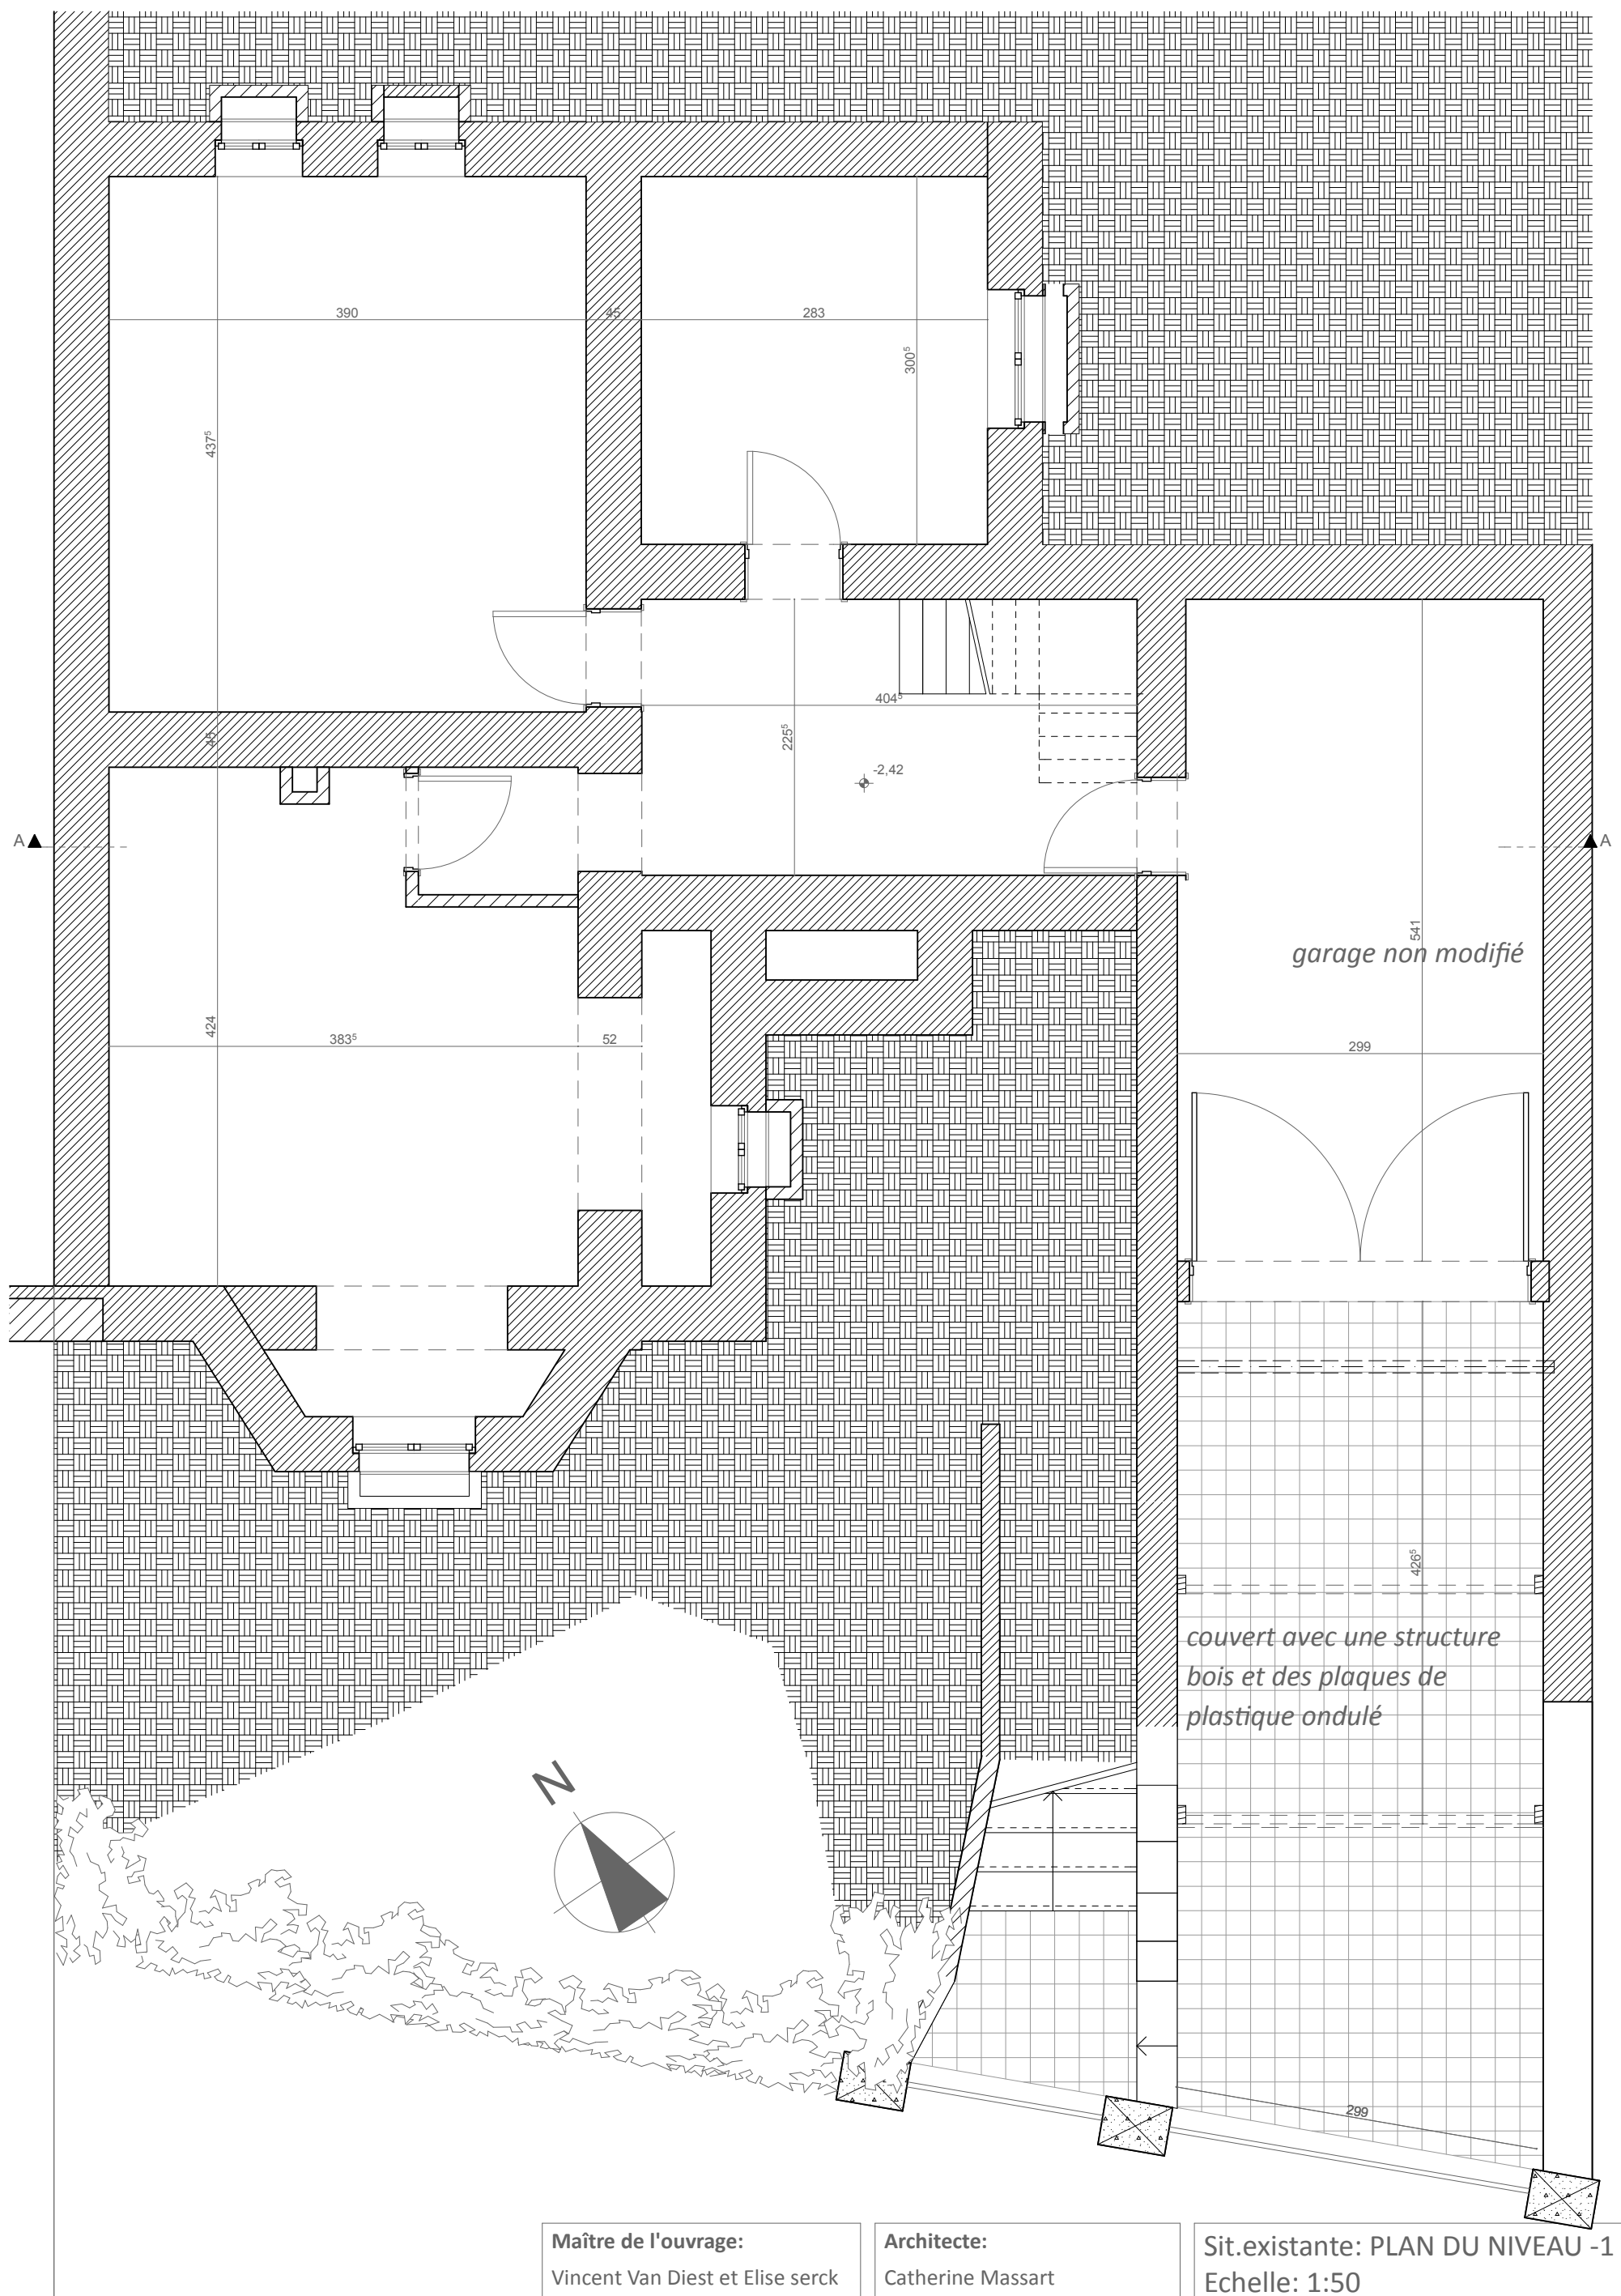 390
45
283
300⁵
437⁵
404⁵
225⁵
45
-2,42
A
A
541
garage non modifié
424
383⁵
52
299
426⁵
couvert avec une structure
bois et des plaques de
plastique ondulé
N
299
Maître de l'ouvrage:
Vincent Van Diest et Elise serck
Architecte:
Catherine Massart
Sit.existante: PLAN DU NIVEAU -1
Echelle: 1:50